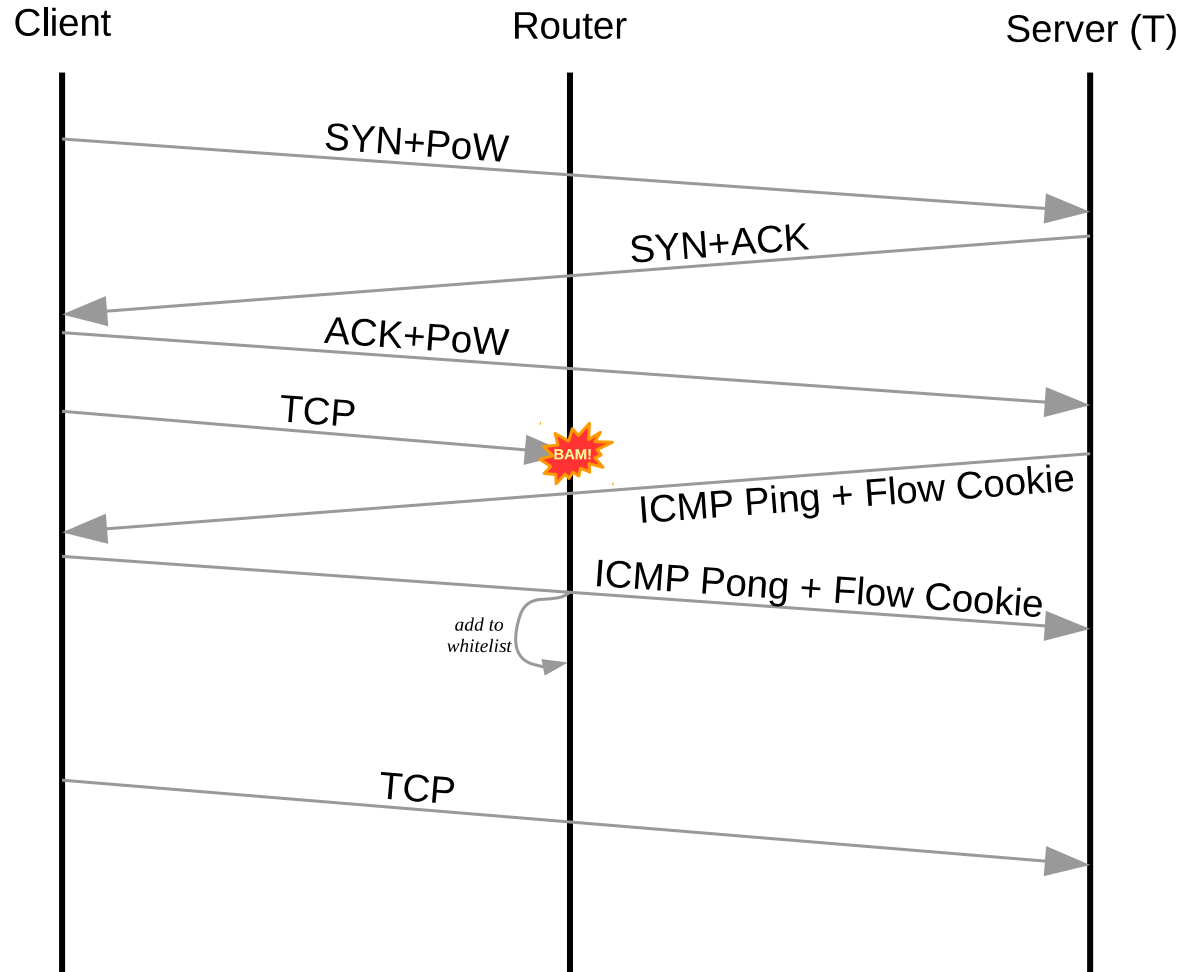 Client
Router
Server (T)
SYN+PoW
SYN+ACK
ACK+PoW
TCP
BAM!
ICMP Ping + Flow Cookie
ICMP Pong + Flow Cookie
add to
whitelist
TCP